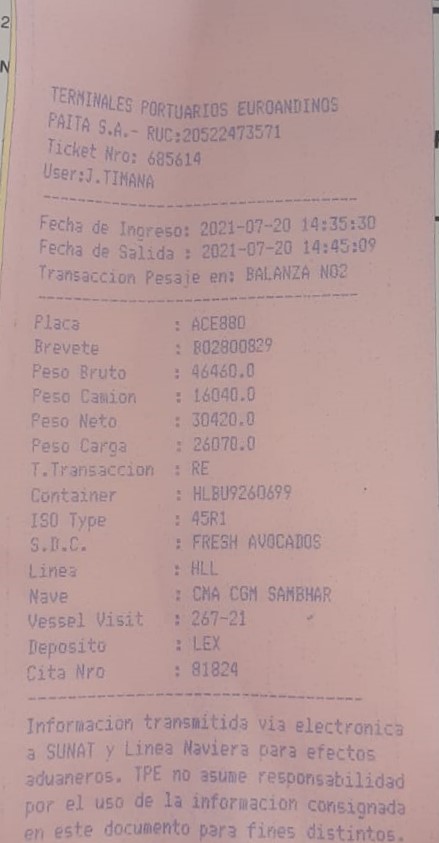 TERMINALES PORTUARIOS EUROANDINOS
PAITA S.A.- RUC:20522473571
Ticket Nro: 685614
User:J.TIMANA
Fecha de Ingreso: 2021-07-20 14:35:30
Fecha de Salida : 2021-07-20 14:45:09
Transaccion Pesaje en: BALANZA NO2
Placa : ACE880
Brevete : B02800829
Peso Bruto : 46460.0
Peso Camion : 16040.0
Peso Neto : 30420.0
Peso Carga : 26070.0
T.Transaccion : RE
Container : HLBU9260699
ISO Type : 45R1
S.D.C. : FRESH AVOCADOS
Linea : HLL
Nave : CMA CGM SAMBHAR
Vessel Visit : 267-21
Deposito : LEX
Cita Nro : 81824
Informacion transmitida via electronica
a SUNAT y Linea Naviera para efectos
aduaneros. TPE no asume responsabilidad
por el uso de la informacion consignada
en este documento para fines distintos.